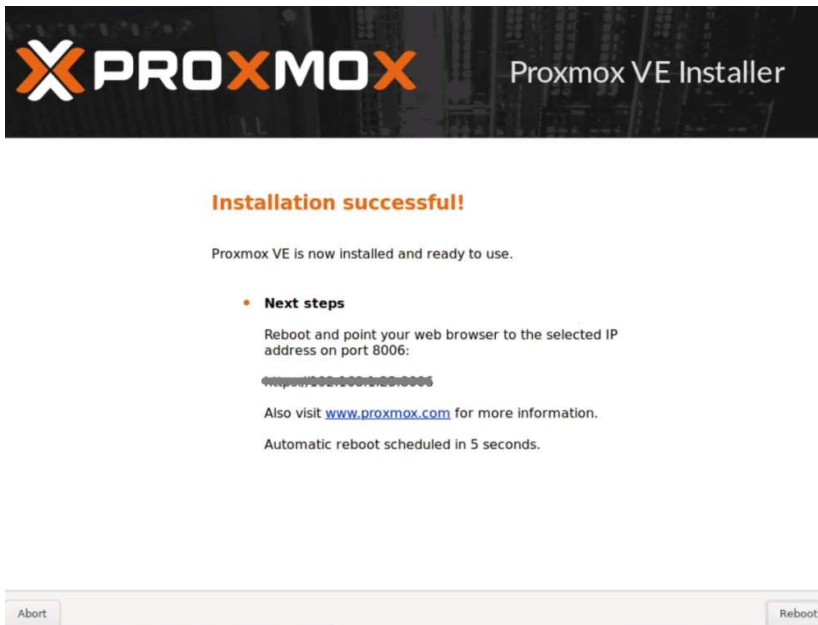 PROXMOX
Proxmox VE Installer
Installation successful!
Proxmox VE is now installed and ready to use.
Next steps
Reboot and point your web browser to the selected IP
address on port 8006:
Also visit www.proxmox.com for more information.
Automatic reboot scheduled in 5 seconds.
Abort
Reboot